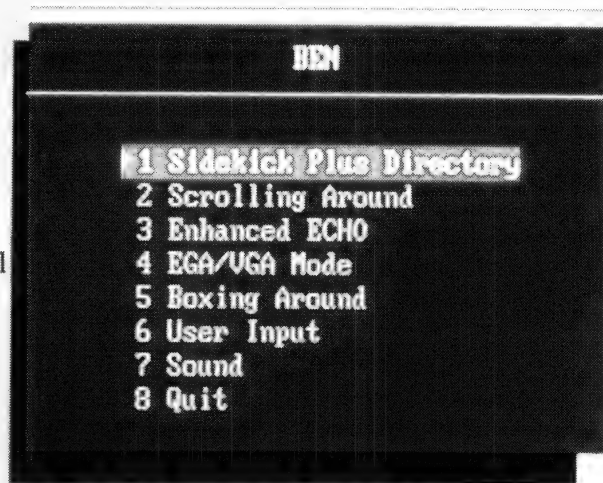 BEM
1 Sidekick Plus Directory
2 Scrolling Around
3 Enhanced ECHO
4 EGA/VGA Mode
5 Boxing Around
6 User Input
7 Sound
8 Quit